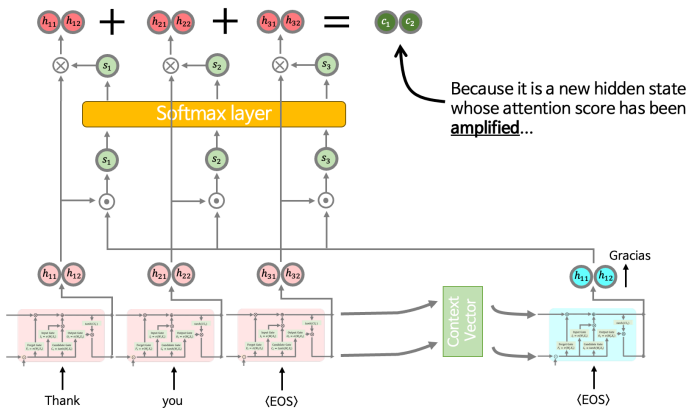 h₁₁ h₁₂ + h₂₁ h₂₂ + h₃₁ h₃₂ = c₁ c₂
⊗ s₁ ⊗ s₂ ⊗ s₃
Because it is a new hidden state
whose attention score has been
amplified...
Softmax layer
s₁ s₂ s₃
h₁₁ h₁₂ h₂₁ h₂₂ h₃₁ h₃₂ h₁₁ h₁₂
Gracias
Context
Vector
Thank you ⟨EOS⟩ ⟨EOS⟩